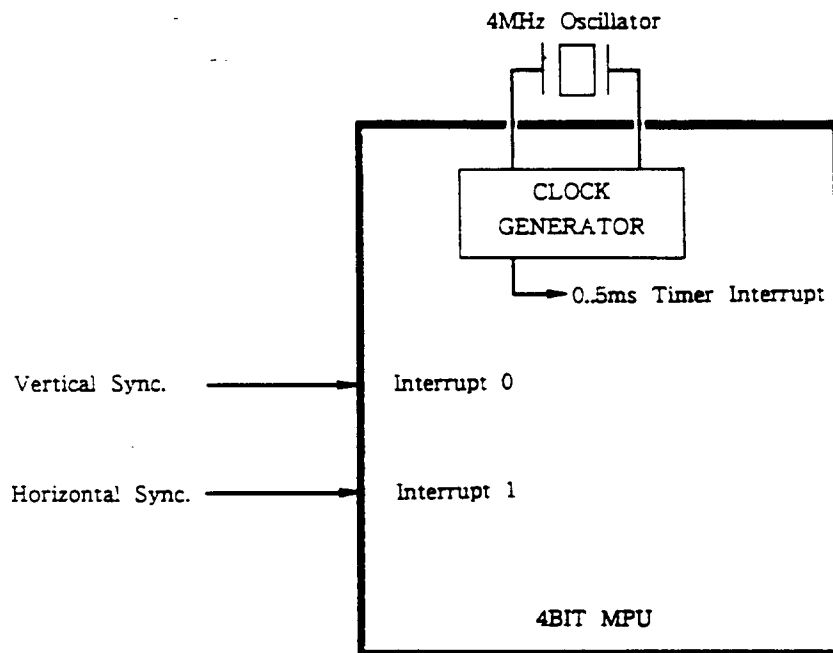 4MHz Oscillator
CLOCK
GENERATOR
0..5ms Timer Interrupt
Vertical Sync.
Interrupt 0
Horizontal Sync.
Interrupt 1
4BIT MPU